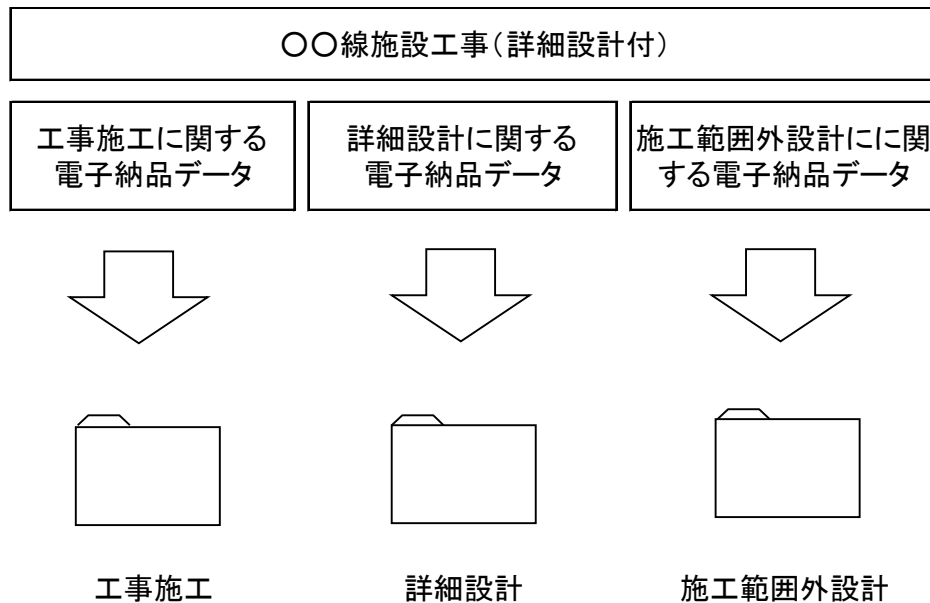 〇〇線施設工事（詳細設計付）
工事施工に関する
電子納品データ
詳細設計に関する
電子納品データ
施工範囲外設計にに関
する電子納品データ
工事施工
詳細設計
施工範囲外設計